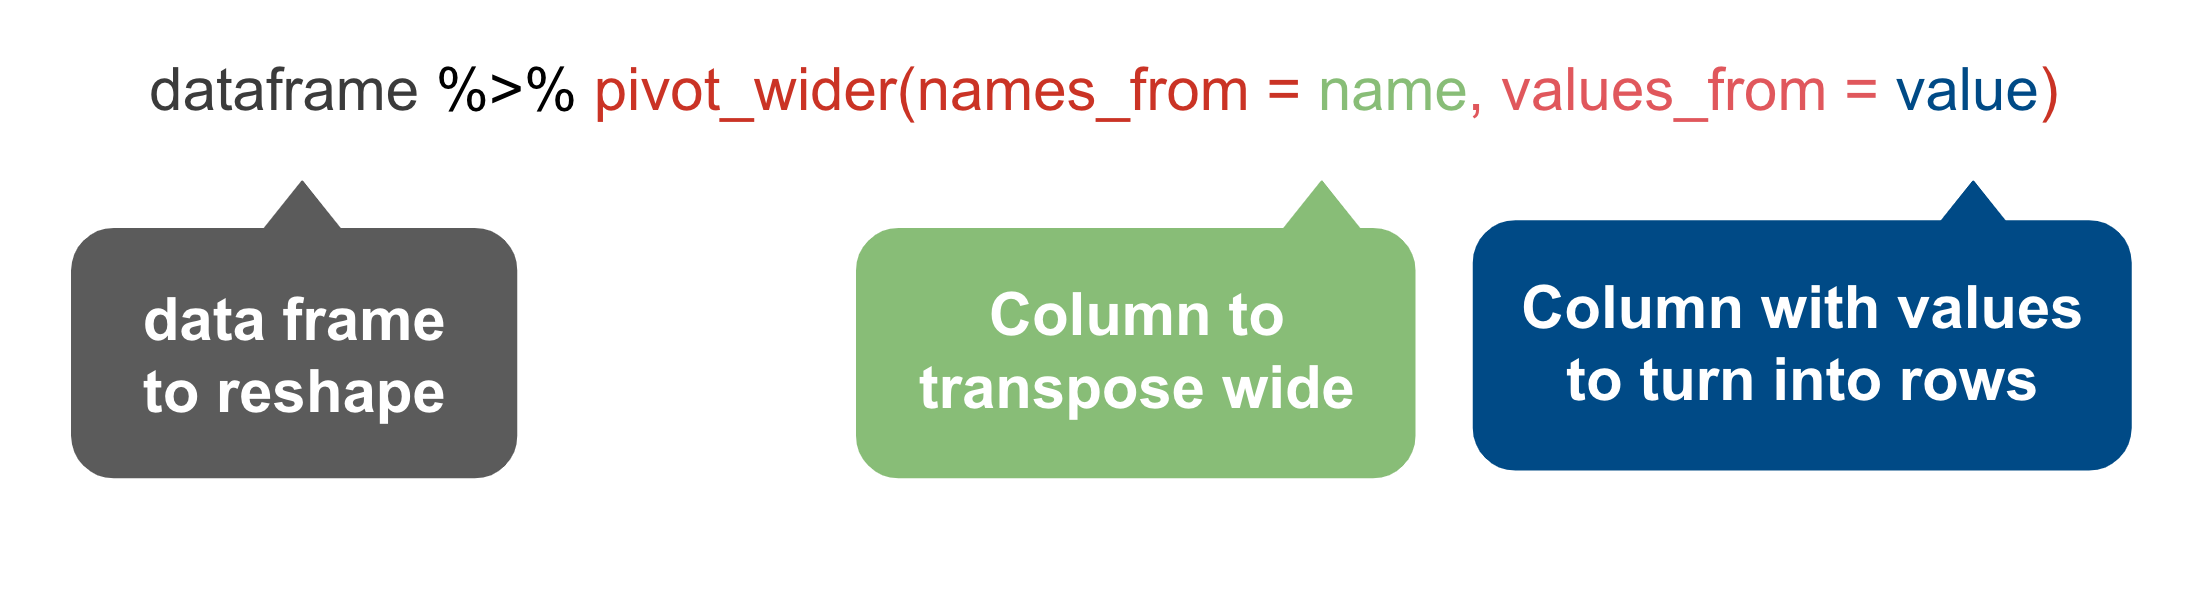 dataframe %>% pivot_wider(names_from = name, values_from = value)
data frame
to reshape
Column to
transpose wide
Column with values
to turn into rows